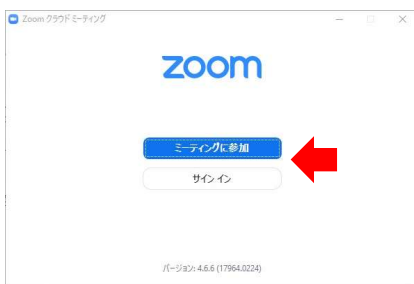 Zoom クラウド ミーティング
zoom
ミーティングに参加
サイン イン
バージョン: 4.6.6 (17964.0224)